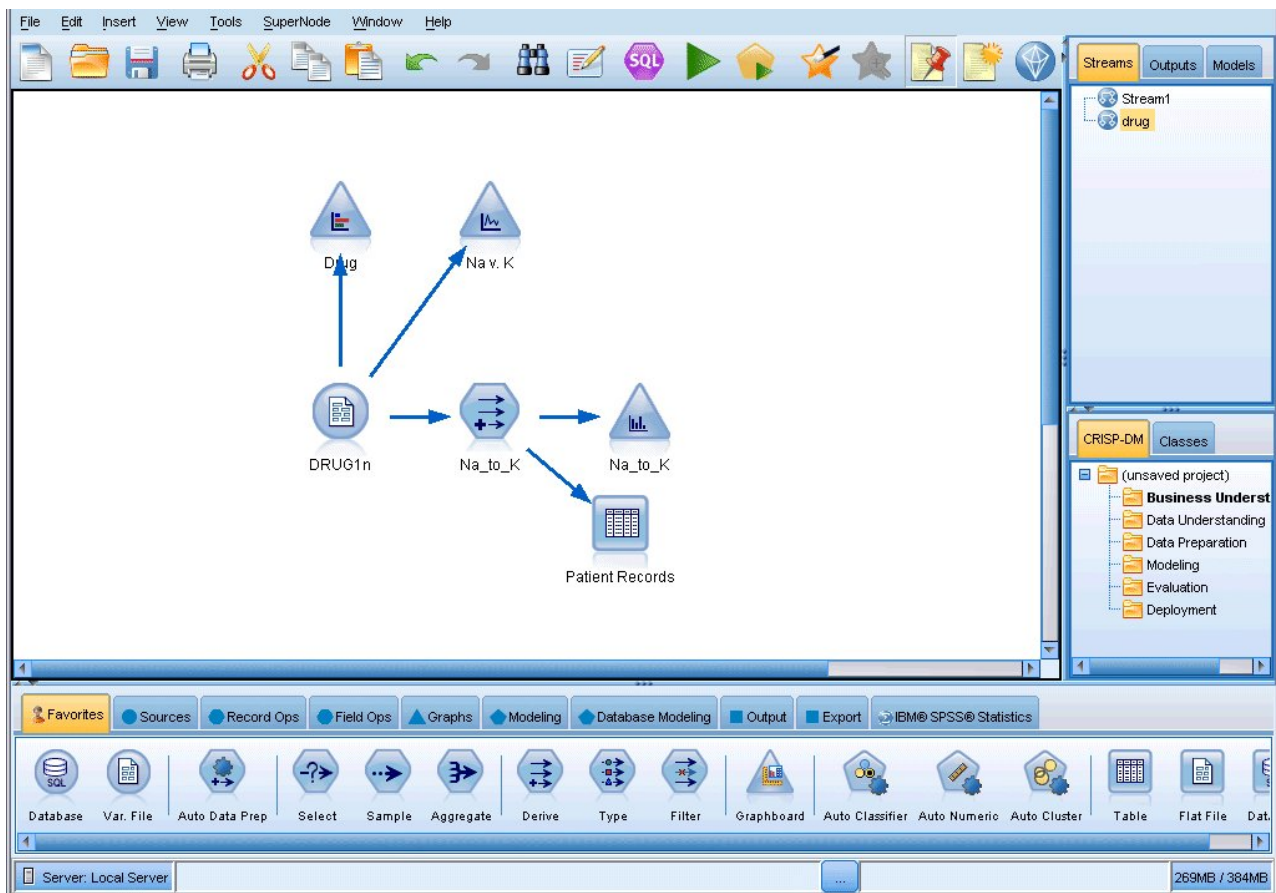 File Edit Insert View Tools SuperNode Window Help
SQL
Streams Outputs Models
Stream1
drug
Drug
Na v. K
DRUG1n
Na_to_K
Na_to_K
Patient Records
CRISP-DM Classes
(unsaved project)
Business Underst
Data Understanding
Data Preparation
Modeling
Evaluation
Deployment
Favorites Sources Record Ops Field Ops Graphs Modeling Database Modeling Output Export IBM® SPSS® Statistics
SQL
Database Var. File Auto Data Prep Select Sample Aggregate Derive Type Filter Graphboard Auto Classifier Auto Numeric Auto Cluster Table Flat File Dat.
Server: Local Server ... 269MB / 384MB